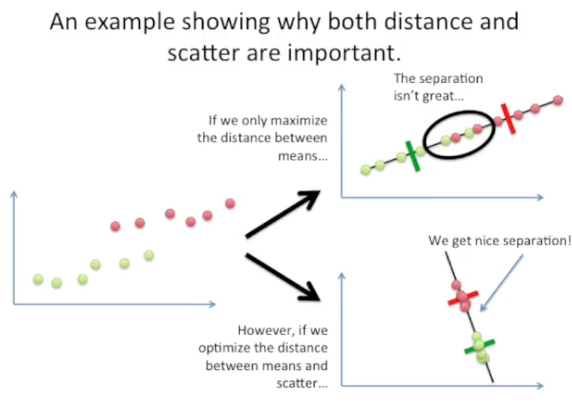 An example showing why both distance and
scatter are important.
The separation
isn't great...
If we only maximize
the distance between
means...
We get nice separation!
However, if we
optimize the distance
between means and
scatter...